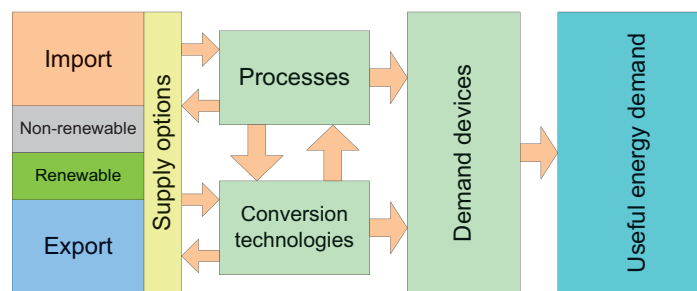 Import
Non-renewable
Renewable
Export
Supply options
Processes
Conversion
technologies
Demand devices
Useful energy demand